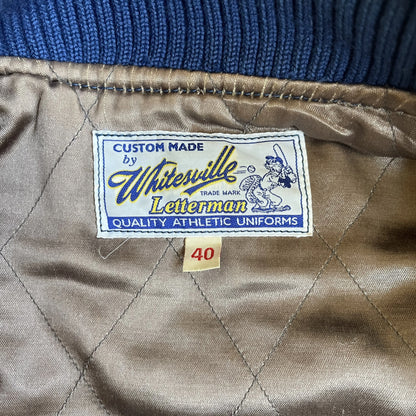 CUSTOM MADE
by
Whitesville
TRADE MARK
Letterman
QUALITY ATHLETIC UNIFORMS
40